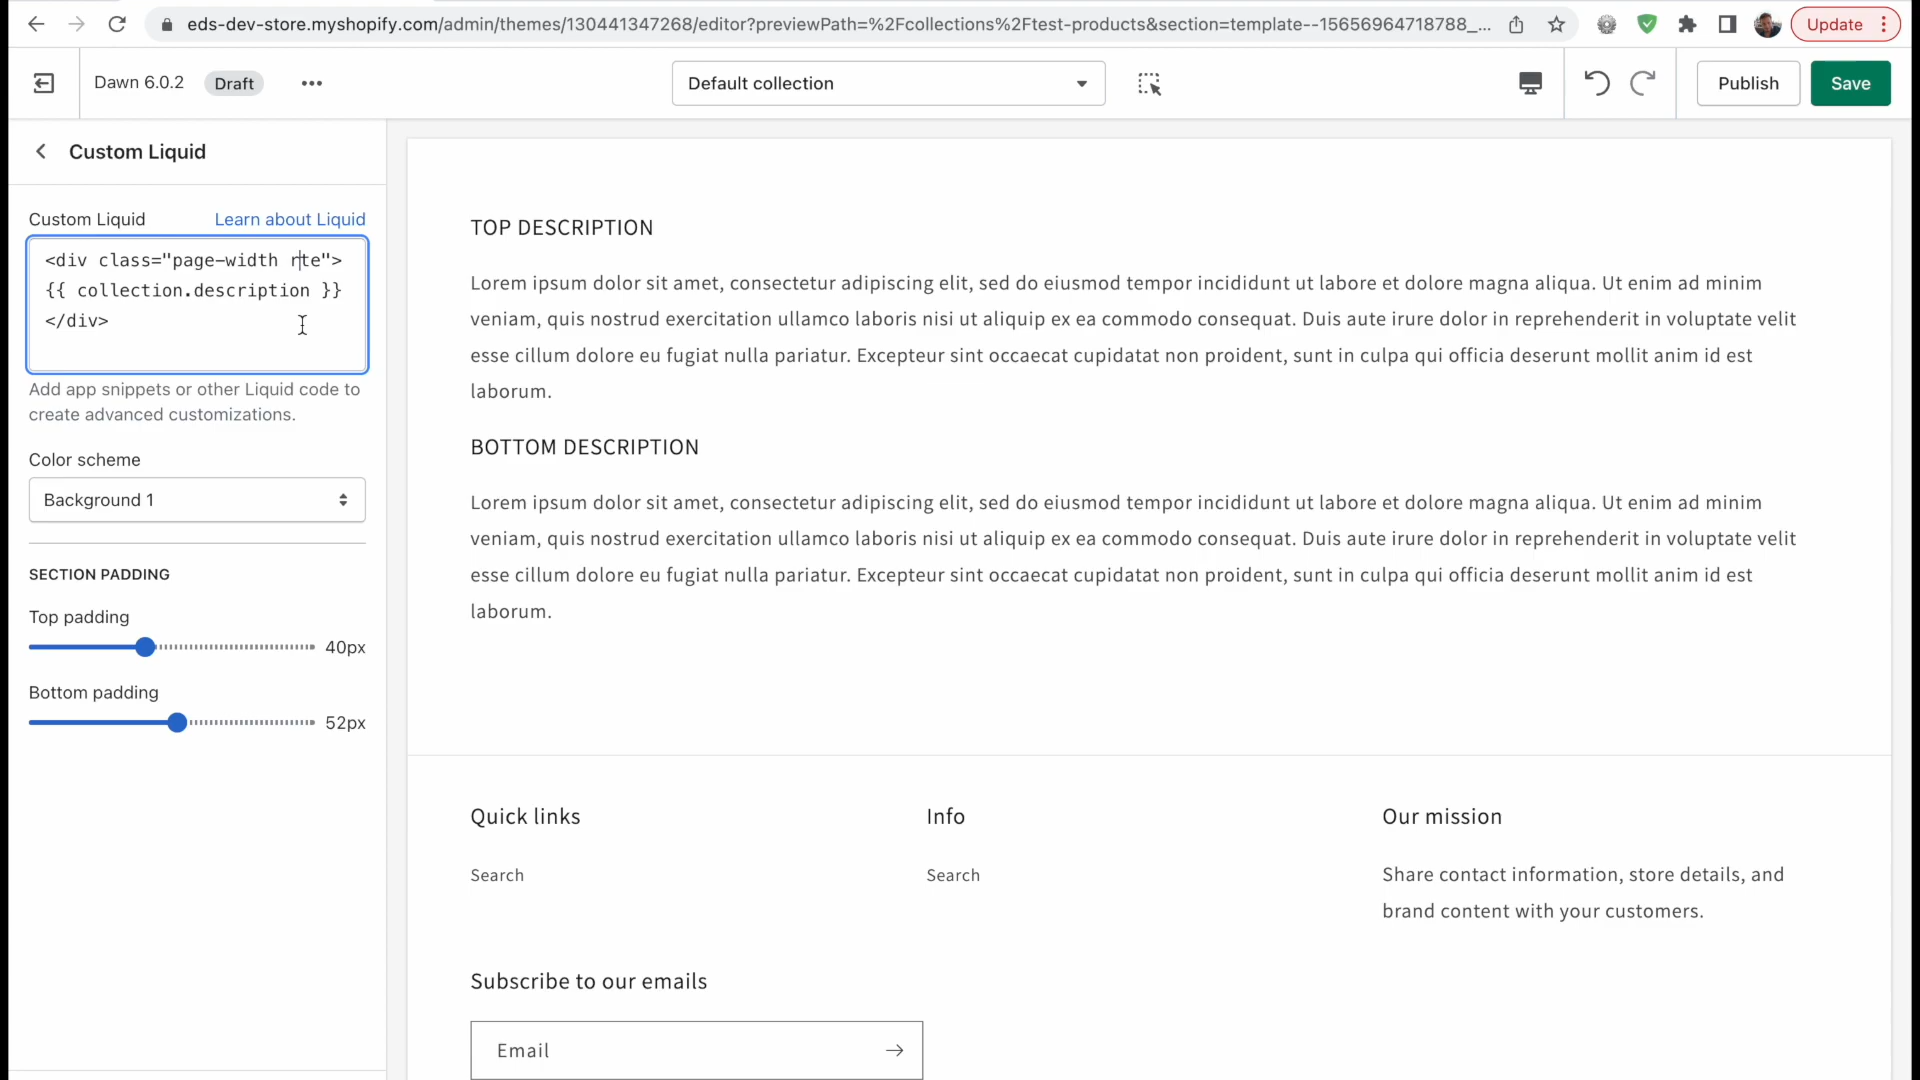 eds-dev-store.myshopify.com/admin/themes/130441347268/editor?previewPath=%2Fcollections%2Ftest-products&section=template--15656964718788_...
Update
Dawn 6.0.2
Draft
Default collection
Publish
Save
Custom Liquid
Custom Liquid
Learn about Liquid
<div class="page-width rte">
{{ collection.description }}
</div>
Add app snippets or other Liquid code to
create advanced customizations.
Color scheme
Background 1
SECTION PADDING
Top padding
40px
Bottom padding
52px
TOP DESCRIPTION
Lorem ipsum dolor sit amet, consectetur adipiscing elit, sed do eiusmod tempor incididunt ut labore et dolore magna aliqua. Ut enim ad minim
veniam, quis nostrud exercitation ullamco laboris nisi ut aliquip ex ea commodo consequat. Duis aute irure dolor in reprehenderit in voluptate velit
esse cillum dolore eu fugiat nulla pariatur. Excepteur sint occaecat cupidatat non proident, sunt in culpa qui officia deserunt mollit anim id est
laborum.
BOTTOM DESCRIPTION
Lorem ipsum dolor sit amet, consectetur adipiscing elit, sed do eiusmod tempor incididunt ut labore et dolore magna aliqua. Ut enim ad minim
veniam, quis nostrud exercitation ullamco laboris nisi ut aliquip ex ea commodo consequat. Duis aute irure dolor in reprehenderit in voluptate velit
esse cillum dolore eu fugiat nulla pariatur. Excepteur sint occaecat cupidatat non proident, sunt in culpa qui officia deserunt mollit anim id est
laborum.
Quick links
Search
Info
Search
Our mission
Share contact information, store details, and
brand content with your customers.
Subscribe to our emails
Email